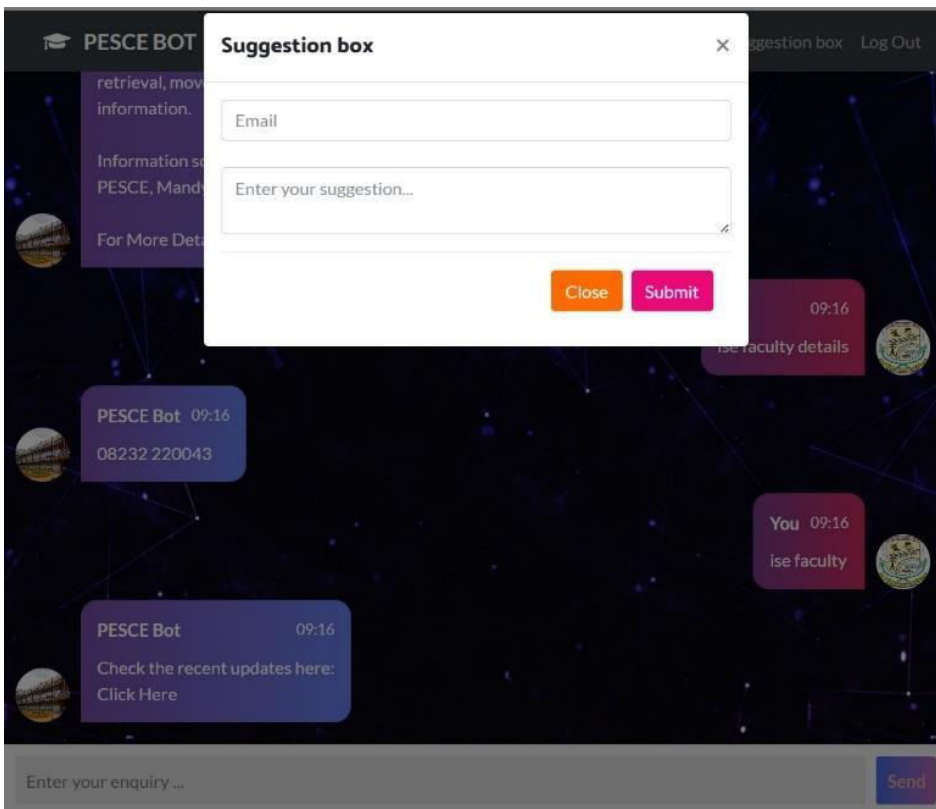 PESCE BOT
Suggestion box
×
ggestion box Log Out
retrieval, mov
information.
Email
Information so
PESCE, Mandy
Enter your suggestion...
For More Deta
Close Submit
09:16
ise faculty details
PESCE Bot 09:16
08232 220043
You 09:16
ise faculty
PESCE Bot 09:16
Check the recent updates here:
Click Here
Enter your enquiry ...
Send